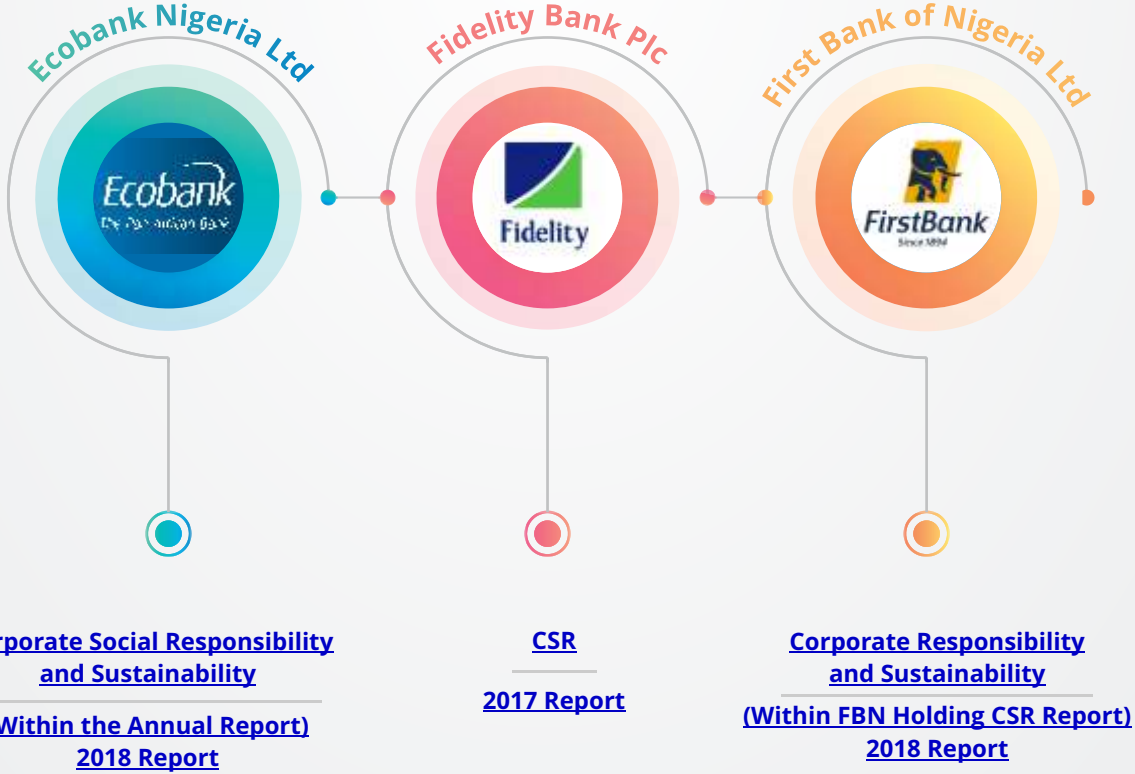 Ecobank Nigeria Ltd
Fidelity Bank Plc
First Bank of Nigeria Ltd
Ecobank
Fidelity
FirstBank
Since 1894
rporate Social Responsibility
and Sustainability
Within the Annual Report)
2018 Report
CSR
2017 Report
Corporate Responsibility
and Sustainability
(Within FBN Holding CSR Report)
2018 Report